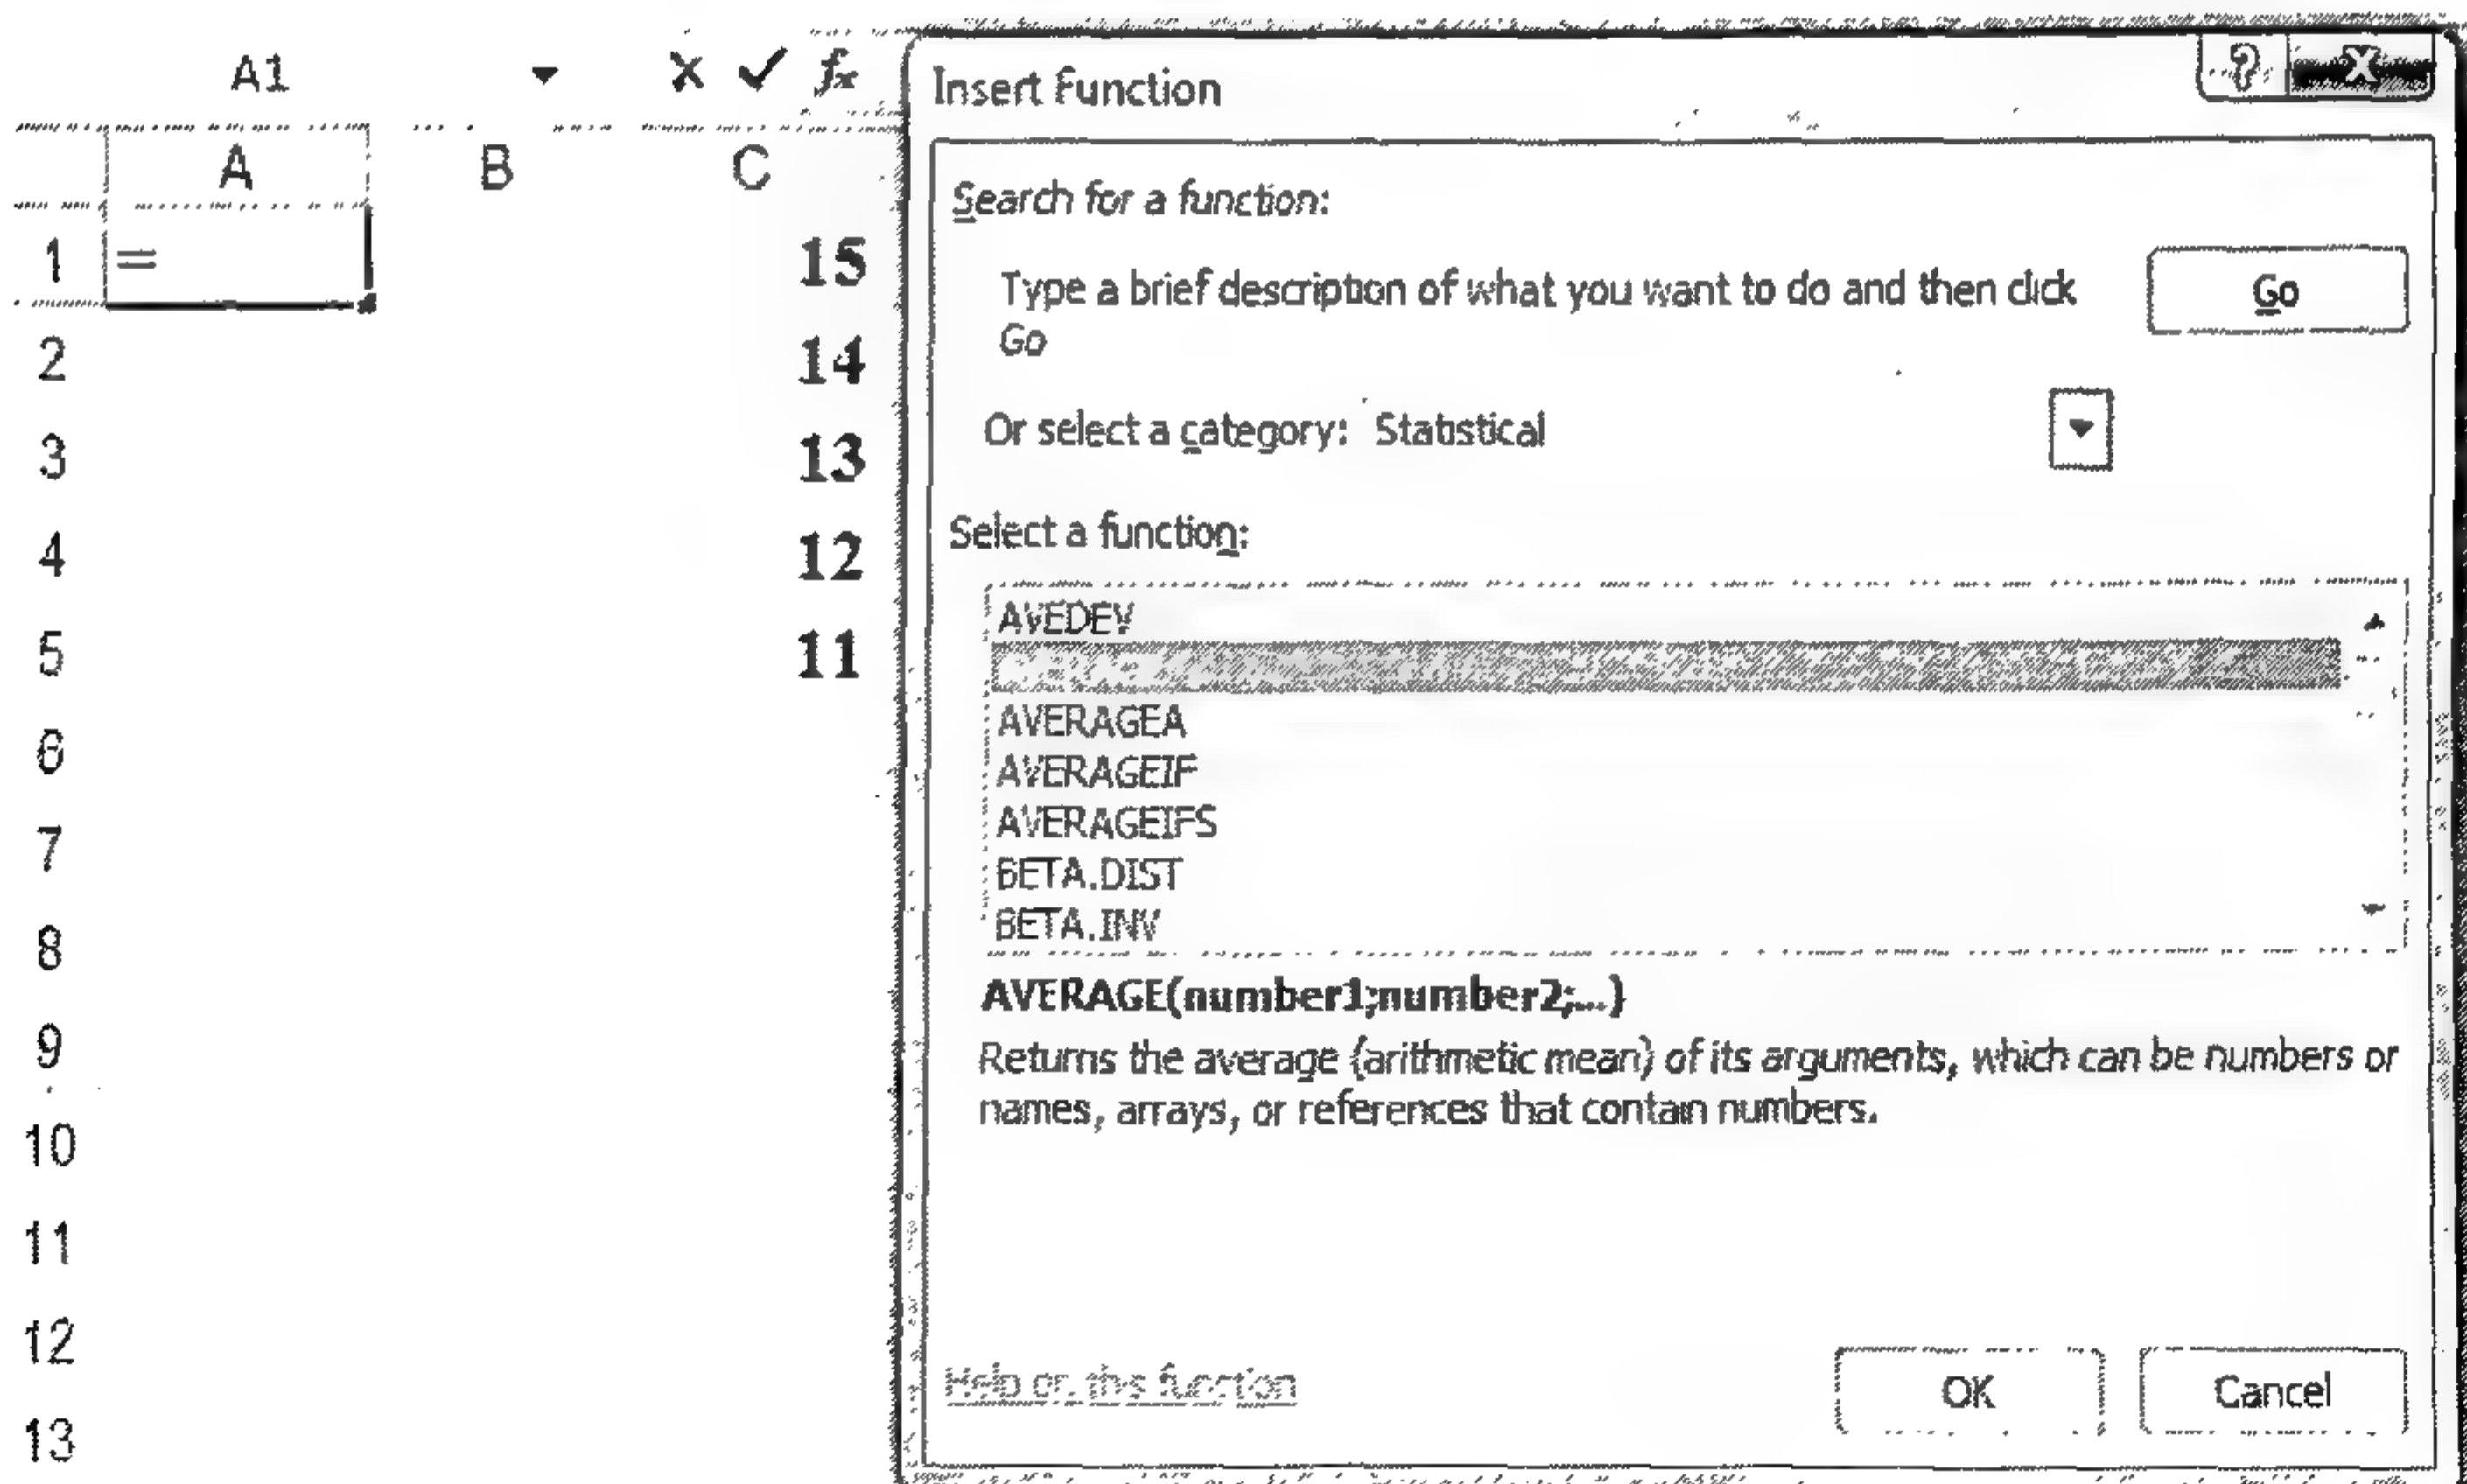 A1 fx
A B C
1 = 15
2 14
3 13
4 12
5 11
6
7
8
9
10
11
12
13
Insert Function ? X
Search for a function:
Type a brief description of what you want to do and then click Go
Go
Or select a category: Statistical
Select a function:
AVEDEV
AVERAGEA
AVERAGEIF
AVERAGEIFS
BETA.DIST
BETA.INV
AVERAGE(number1;number2;...)
Returns the average (arithmetic mean) of its arguments, which can be numbers or
names, arrays, or references that contain numbers.
Help on this function OK Cancel